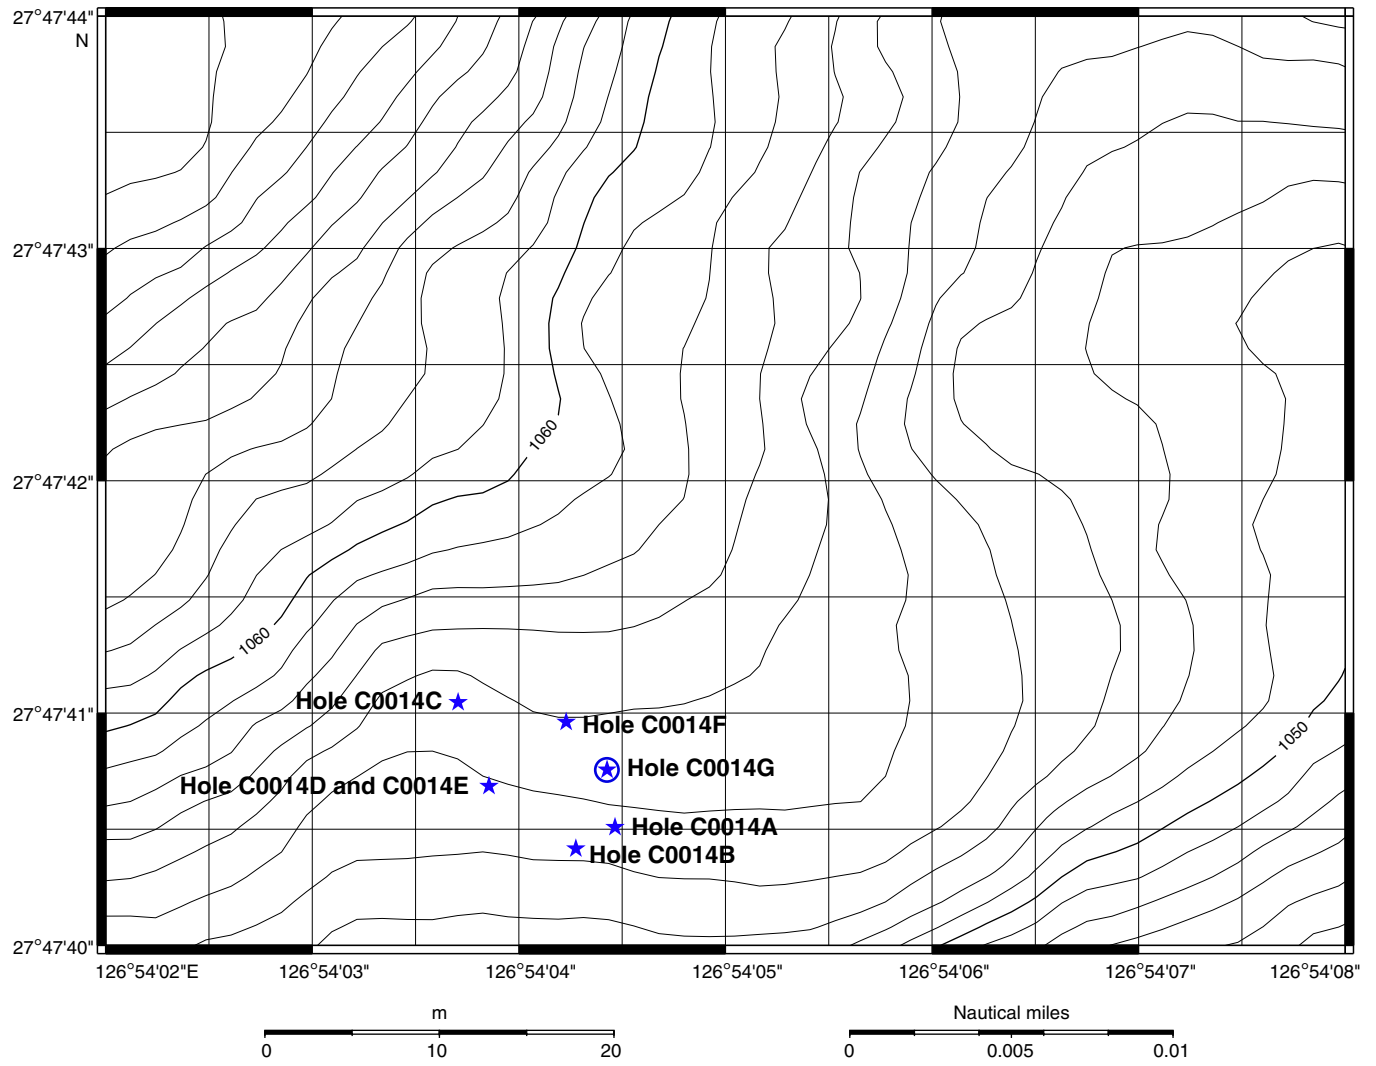 27°47'44"
N
27°47'43"
1060
27°47'42"
1060
Hole C0014C
27°47'41"
Hole C0014F
1050
Hole C0014G
Hole C0014D and C0014E
Hole C0014A
Hole C0014B
27°47'40"
126°54'02"E 126°54'03" 126°54'04" 126°54'05" 126°54'06" 126°54'07" 126°54'08"
m Nautical miles
0 10 20 0 0.005 0.01